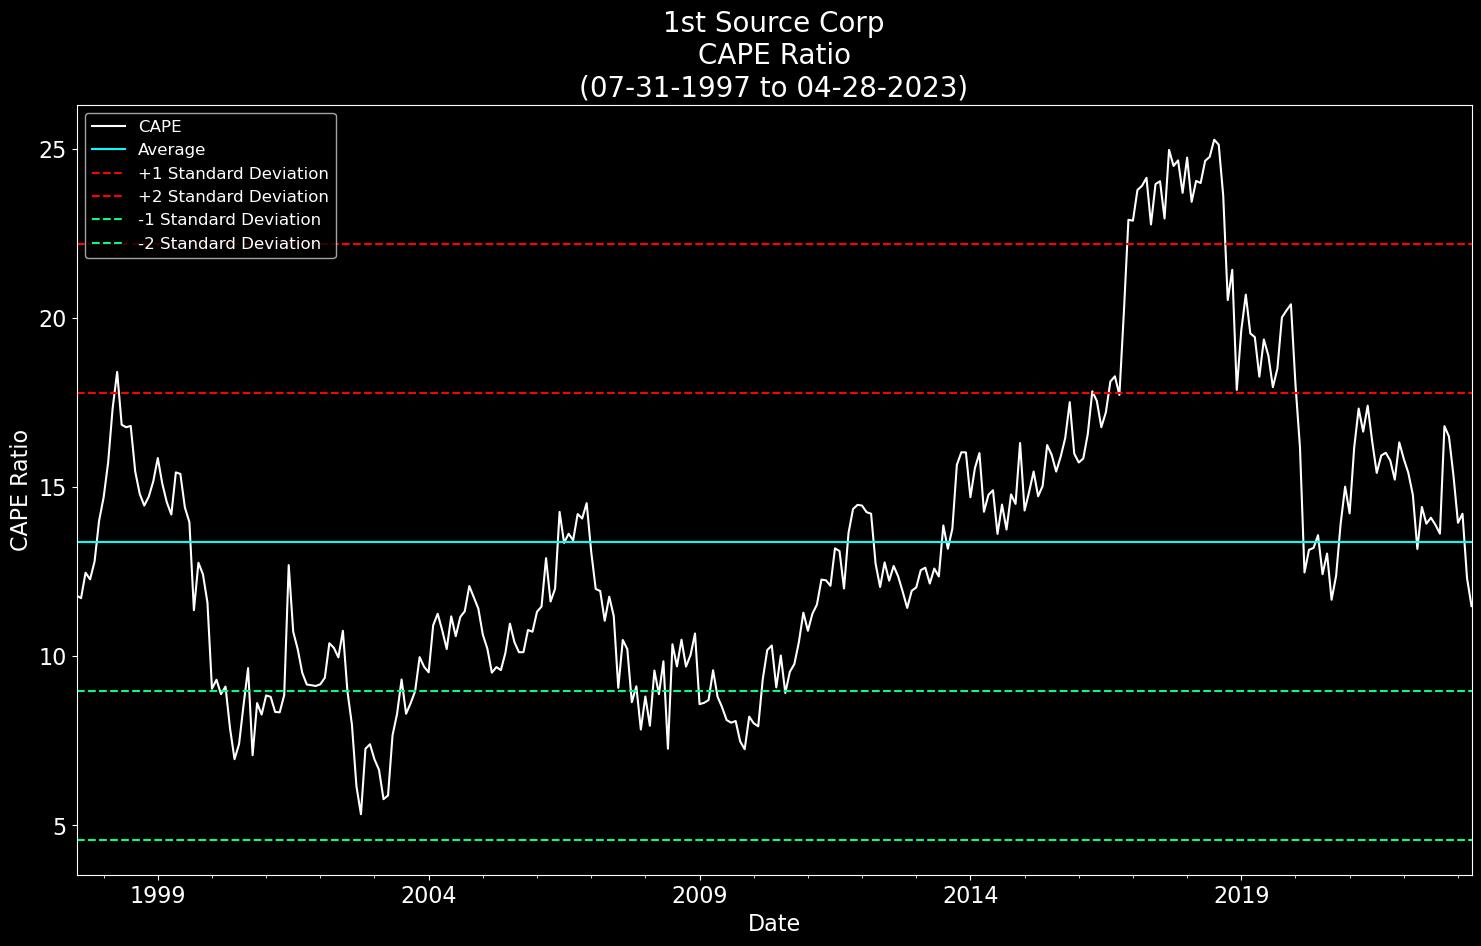 1st Source Corp
CAPE Ratio
(07-31-1997 to 04-28-2023)
CAPE
Average
+1 Standard Deviation
+2 Standard Deviation
-1 Standard Deviation
-2 Standard Deviation
25
20
15
10
5
CAPE Ratio
1999
2004
2009
2014
2019
Date